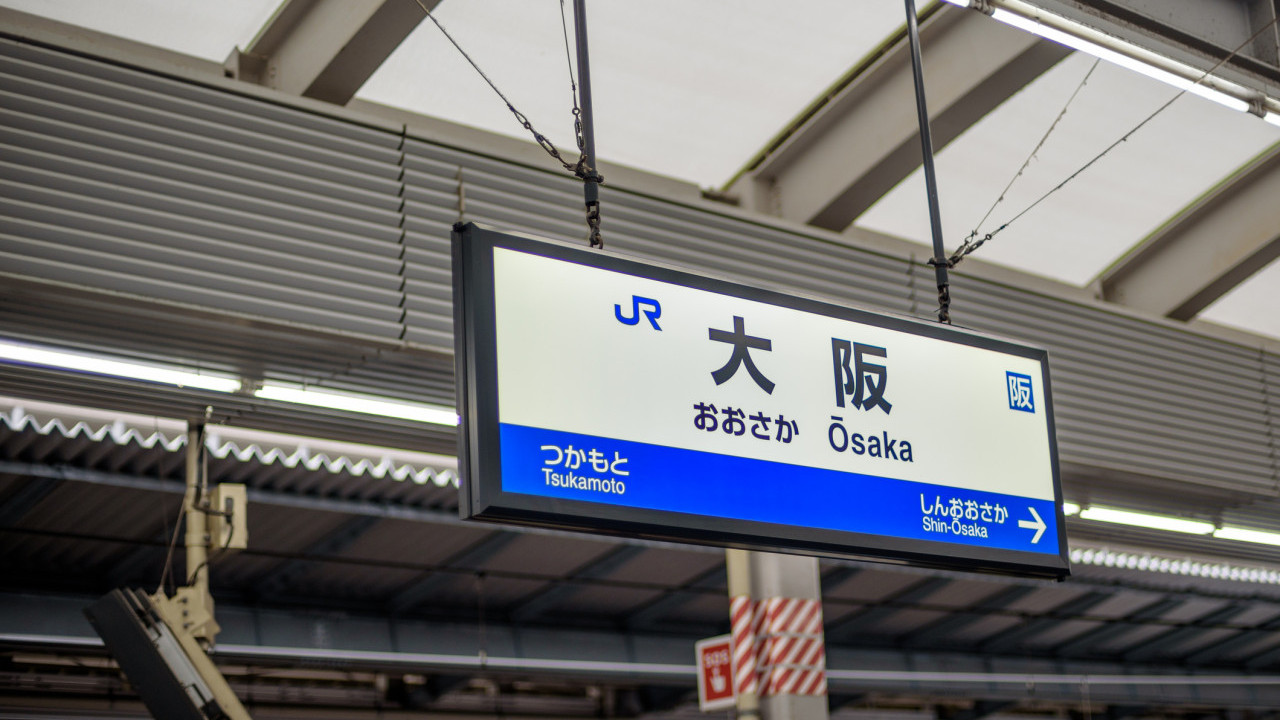 JR
大阪
阪
おおさか Ōsaka
つかもと
Tsukamoto
しんおおさか
Shin-Ōsaka
SOS